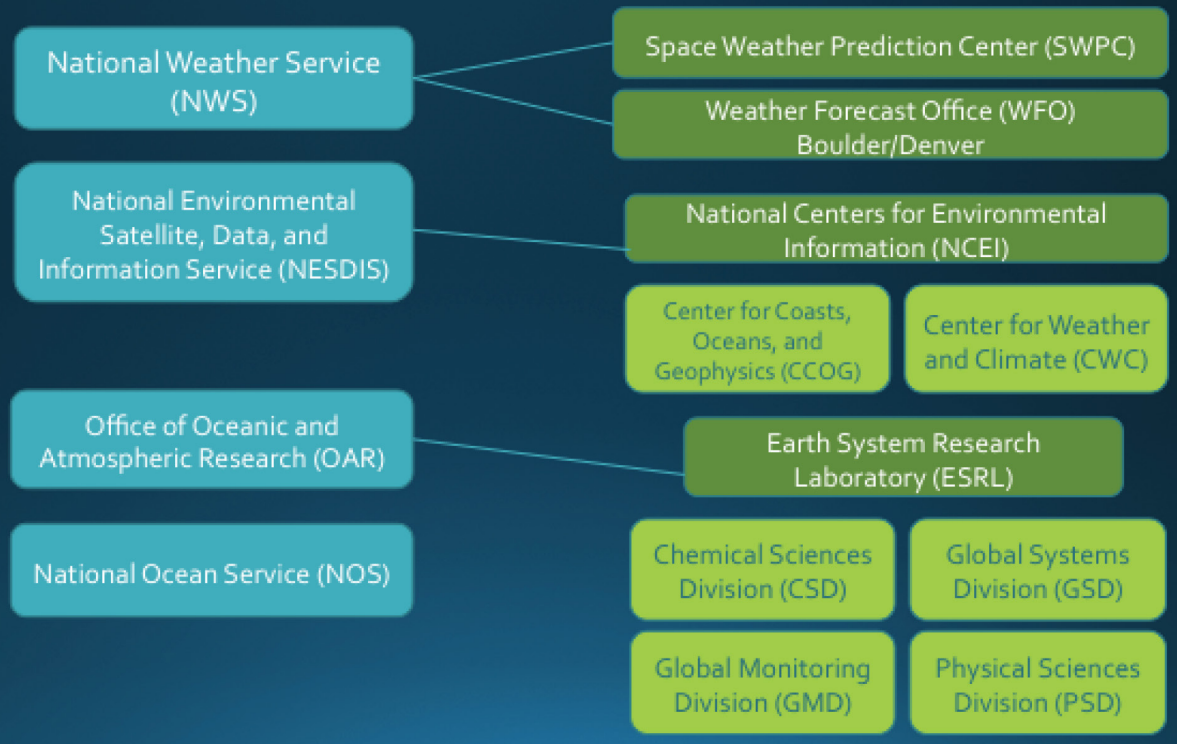 National Weather Service
(NWS)
Space Weather Prediction Center (SWPC)
Weather Forecast Office (WFO)
Boulder/Denver
National Environmental
Satellite, Data, and
Information Service (NESDIS)
National Centers for Environmental
Information (NCEI)
Center for Coasts,
Oceans, and
Geophysics (CCOG)
Center for Weather
and Climate (CWC)
Office of Oceanic and
Atmospheric Research (OAR)
Earth System Research
Laboratory (ESRL)
National Ocean Service (NOS)
Chemical Sciences
Division (CSD)
Global Systems
Division (GSD)
Global Monitoring
Division (GMD)
Physical Sciences
Division (PSD)